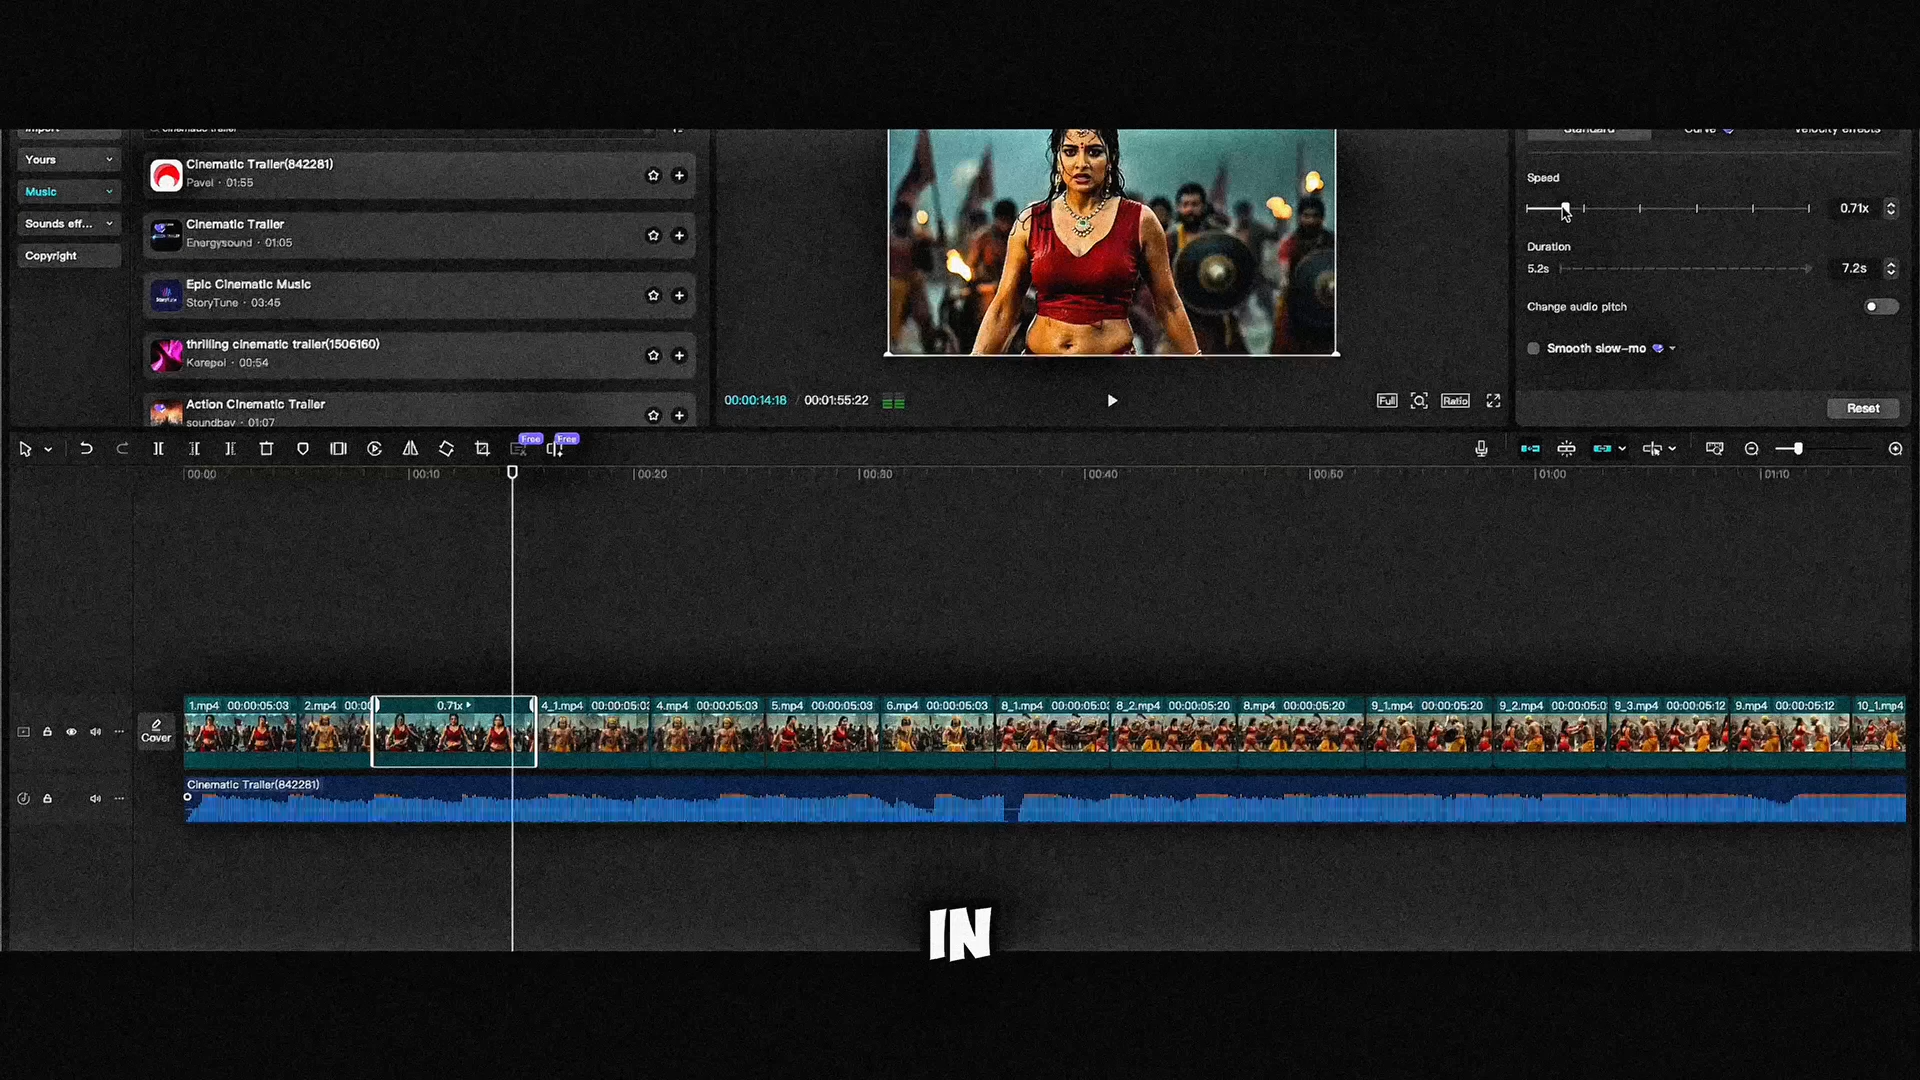 Import
cinematic trailer
Yours
Music
Sounds eff...
Copyright
Cinematic Trailer(842281)
Pavel · 01:55
Cinematic Trailer
Energysound · 01:05
Epic Cinematic Music
StoryTune · 03:45
thrilling cinematic trailer(1506160)
Karepol · 00:54
Action Cinematic Trailer
soundbay · 01:07
00:00:14:18 / 00:01:55:22
Full
Ratio
Standard Curve Velocity effects
Speed
0.71x
Duration
5.2s 7.2s
Change audio pitch
Smooth slow-mo
Reset
Free Free
00:00 00:10 00:20 00:30 00:40 00:50 01:00 01:10
Cover
1.mp4 00:00:05:03 2.mp4 00:0 0.71x 4_1.mp4 00:00:05:0 4.mp4 00:00:05:03 5.mp4 00:00:05:03 6.mp4 00:00:05:03 8_1.mp4 00:00:05:0 8_2.mp4 00:00:05:20 8.mp4 00:00:05:20 9_1.mp4 00:00:05:20 9_2.mp4 00:00:05:0 9_3.mp4 00:00:05:12 9.mp4 00:00:05:12 10_1.mp4
Cinematic Trailer(842281)
IN